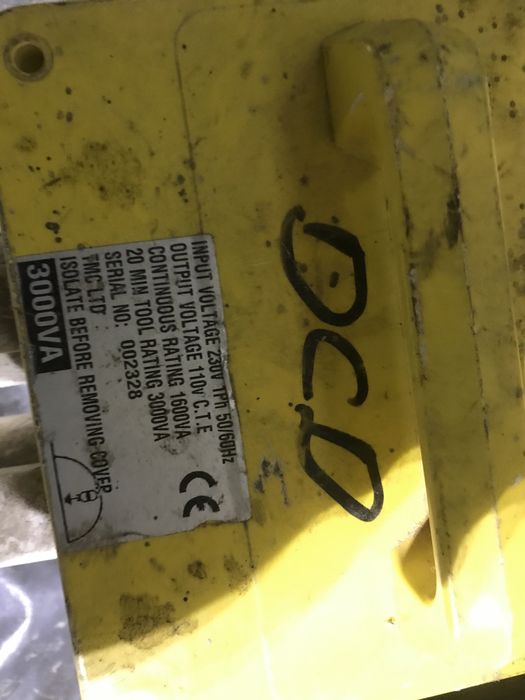 INPUT VOLTAGE 230V 1Ph 50/60Hz
OUTPUT VOLTAGE 110v C.T.E
CONTINUOUS RATING 1600VA
20 MIN TOOL RATING 3000VA
SERIAL NO: 002328
TMC LTD
ISOLATE BEFORE REMOVING COVER
3000VA
CE
DCD